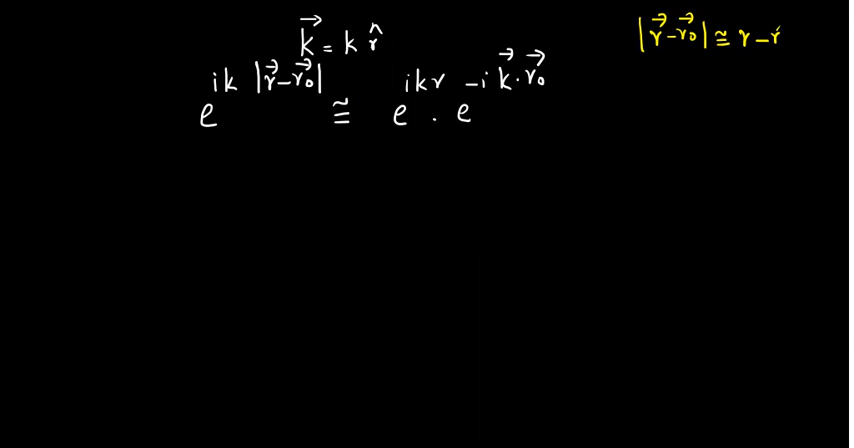 k⃗ = k r̂
|r⃗ - r⃗₀| ≅ r - r
e^{ik |r⃗ - r⃗₀|} ≅ e^{ikr} . e^{-i k⃗ · r⃗₀}